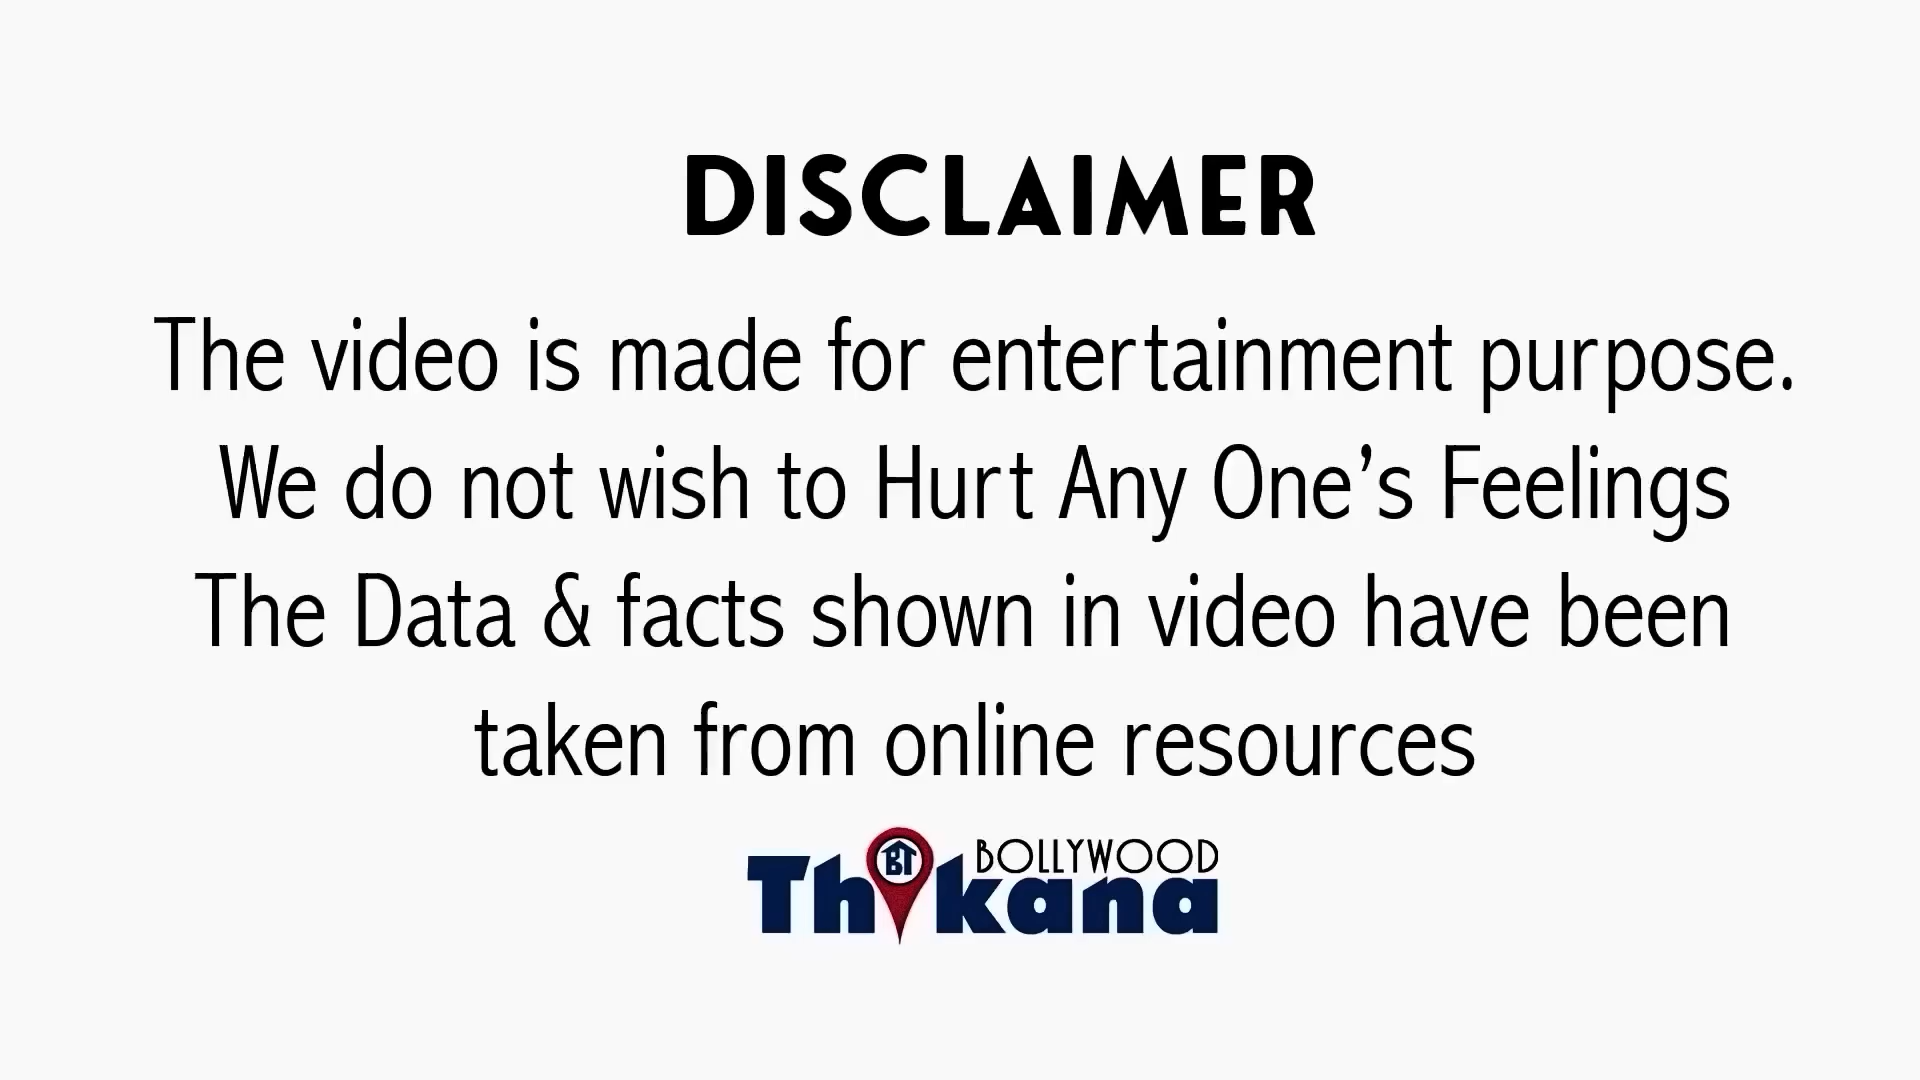 DISCLAIMER
The video is made for entertainment purpose.
We do not wish to Hurt Any One’s Feelings
The Data & facts shown in video have been
taken from online resources
BT BOLLYWOOD
Thikana